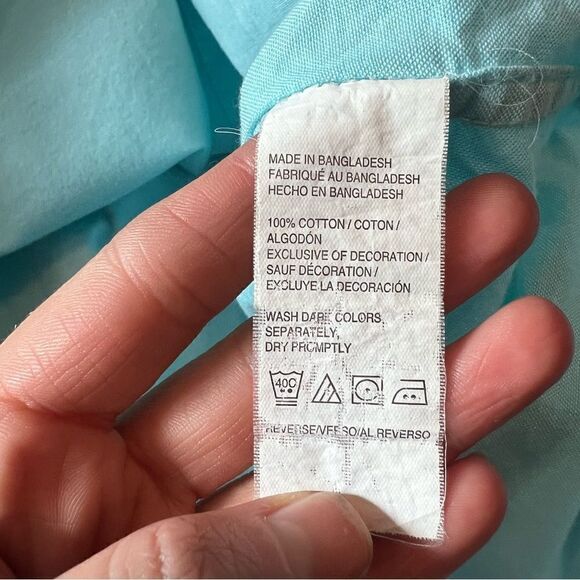 MADE IN BANGLADESH
FABRIQUÉ AU BANGLADESH
HECHO EN BANGLADESH
100% COTTON / COTON /
ALGODÓN
EXCLUSIVE OF DECORATION /
SAUF DÉCORATION /
EXCLUYE LA DECORACIÓN
WASH DARK COLORS
SEPARATELY,
DRY PROMPTLY
40C
REVERSE/VERSO/AL REVERSO